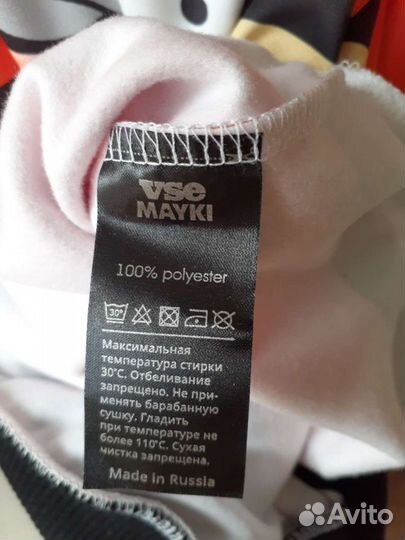 vse
MAYKI
100% polyester
30°
Максимальная
температура стирки
30°С. Отбеливание
запрещено. Не при-
менять барабанную
сушку. Гладить
при температуре не
более 110°С. Сухая
чистка запрещена.
Made in Russia
Avito